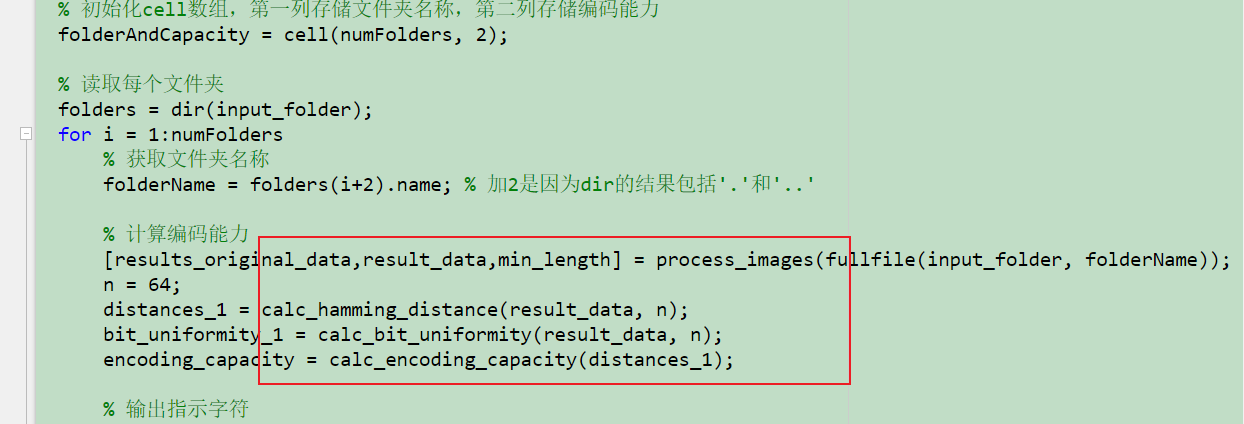 % 初始化cell数组，第一列存储文件夹名称，第二列存储编码能力
folderAndCapacity = cell(numFolders, 2);
% 读取每个文件夹
folders = dir(input_folder);
for i = 1:numFolders
% 获取文件夹名称
folderName = folders(i+2).name; % 加2是因为dir的结果包括'.'和'..'
% 计算编码能力
[results_original_data,result_data,min_length] = process_images(fullfile(input_folder, folderName));
n = 64;
distances_1 = calc_hamming_distance(result_data, n);
bit_uniformity_1 = calc_bit_uniformity(result_data, n);
encoding_capacity = calc_encoding_capacity(distances_1);
% 输出指示字符